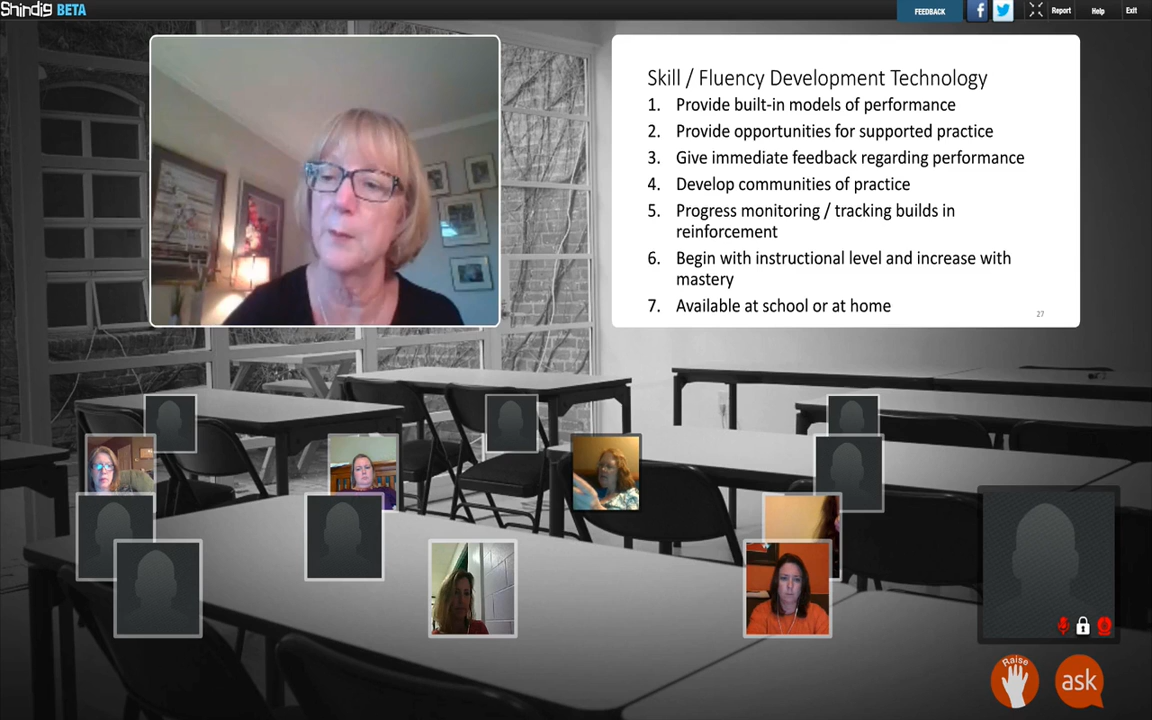 Shindig BETA
FEEDBACK
Report
Help
Exit
Skill / Fluency Development Technology
1. Provide built-in models of performance
2. Provide opportunities for supported practice
3. Give immediate feedback regarding performance
4. Develop communities of practice
5. Progress monitoring / tracking builds in
reinforcement
6. Begin with instructional level and increase with
mastery
7. Available at school or at home
27
Raise
ask